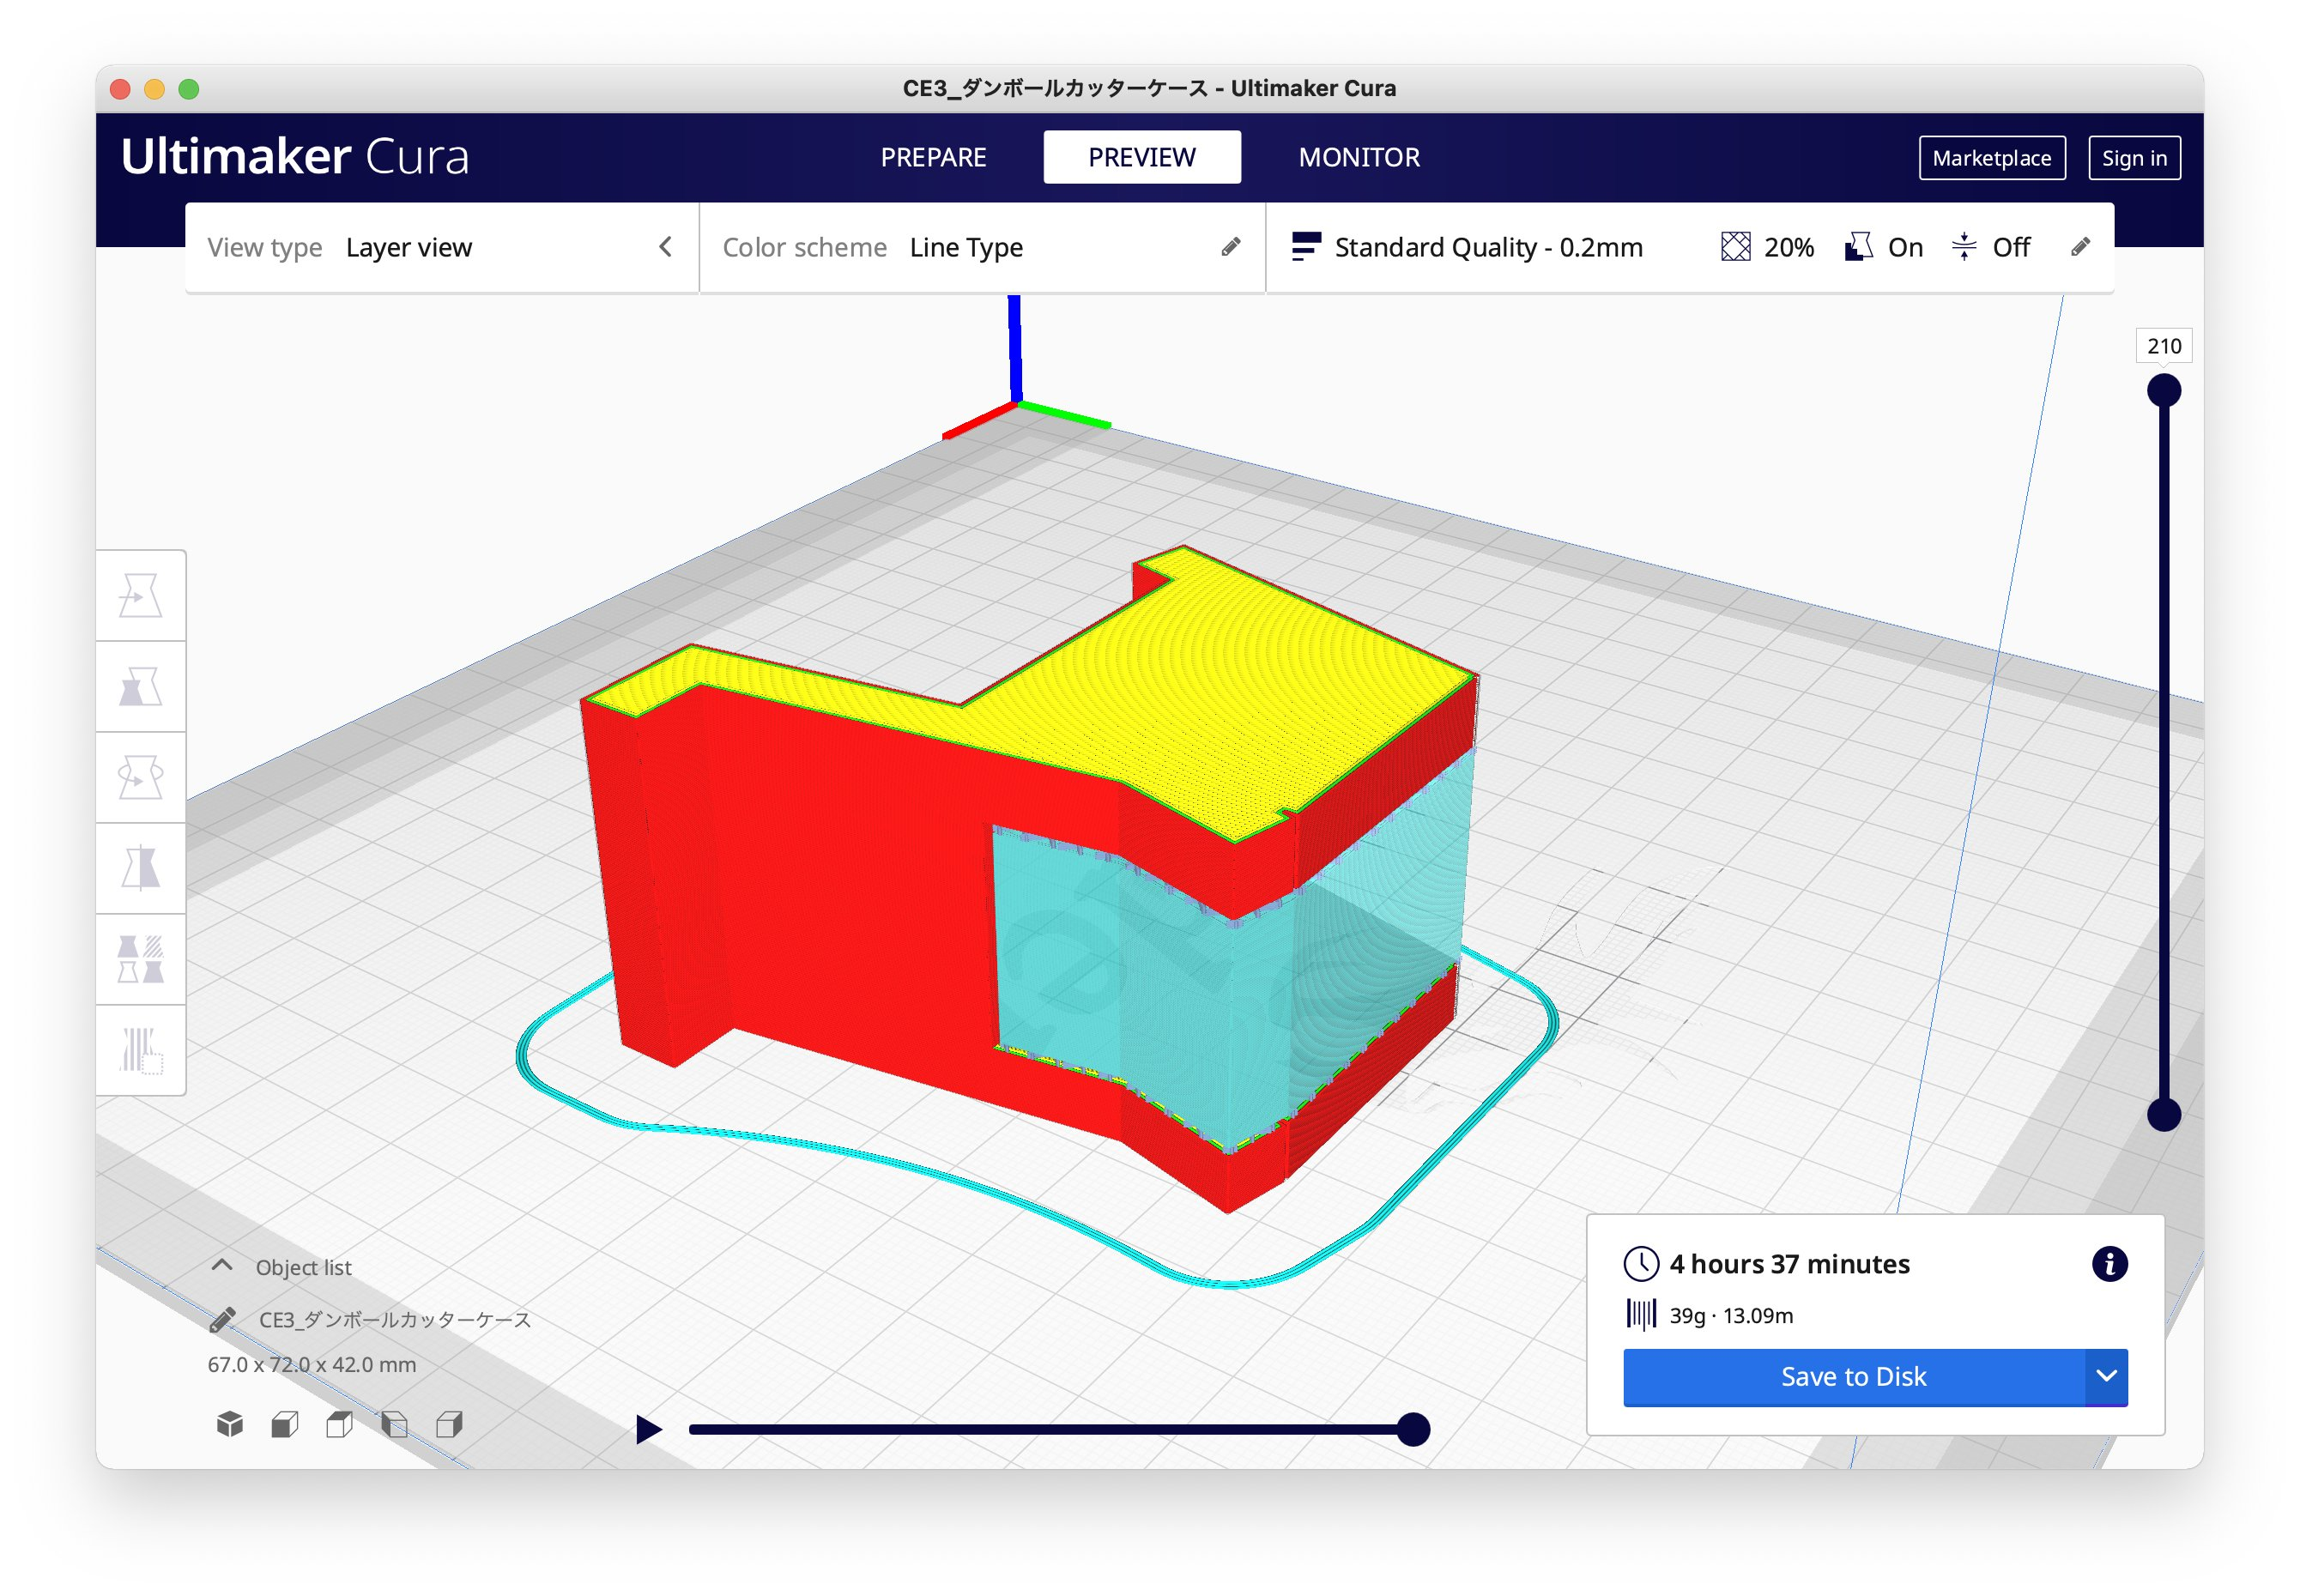 CE3_ダンボールカッターケース - Ultimaker Cura
Ultimaker Cura
PREPARE
PREVIEW
MONITOR
Marketplace
Sign in
View type Layer view
Color scheme Line Type
Standard Quality - 0.2mm
20%
On
Off
210
Object list
CE3_ダンボールカッターケース
67.0 x 72.0 x 42.0 mm
4 hours 37 minutes
39g · 13.09m
Save to Disk